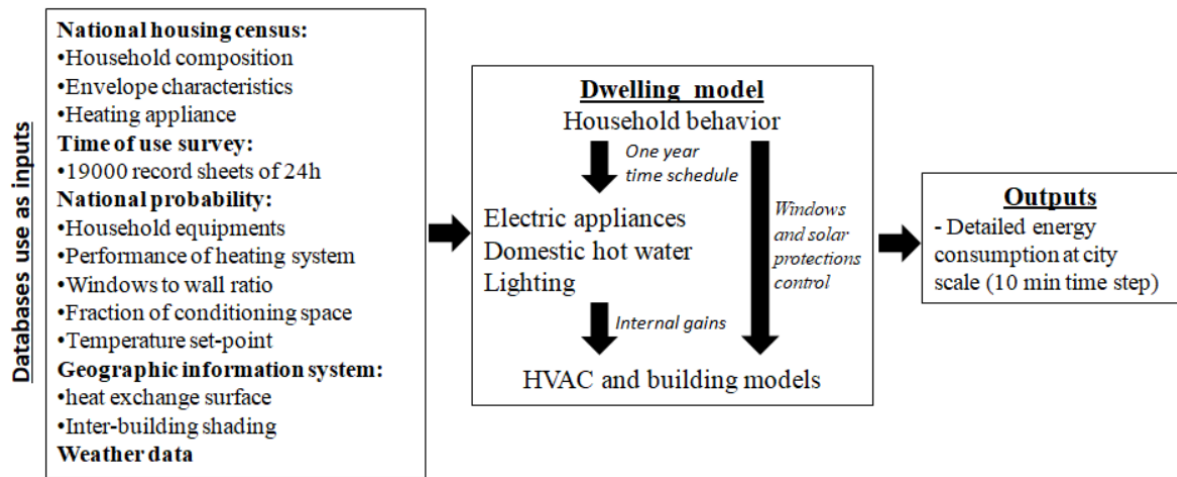 Databases use as inputs
National housing census:
•Household composition
•Envelope characteristics
•Heating appliance
Time of use survey:
•19000 record sheets of 24h
National probability:
•Household equipments
•Performance of heating system
•Windows to wall ratio
•Fraction of conditioning space
•Temperature set-point
Geographic information system:
•heat exchange surface
•Inter-building shading
Weather data
Dwelling model
Household behavior
One year
time schedule
Electric appliances
Domestic hot water
Lighting
Windows
and solar
protections
control
Internal gains
HVAC and building models
Outputs
- Detailed energy
consumption at city
scale (10 min time step)